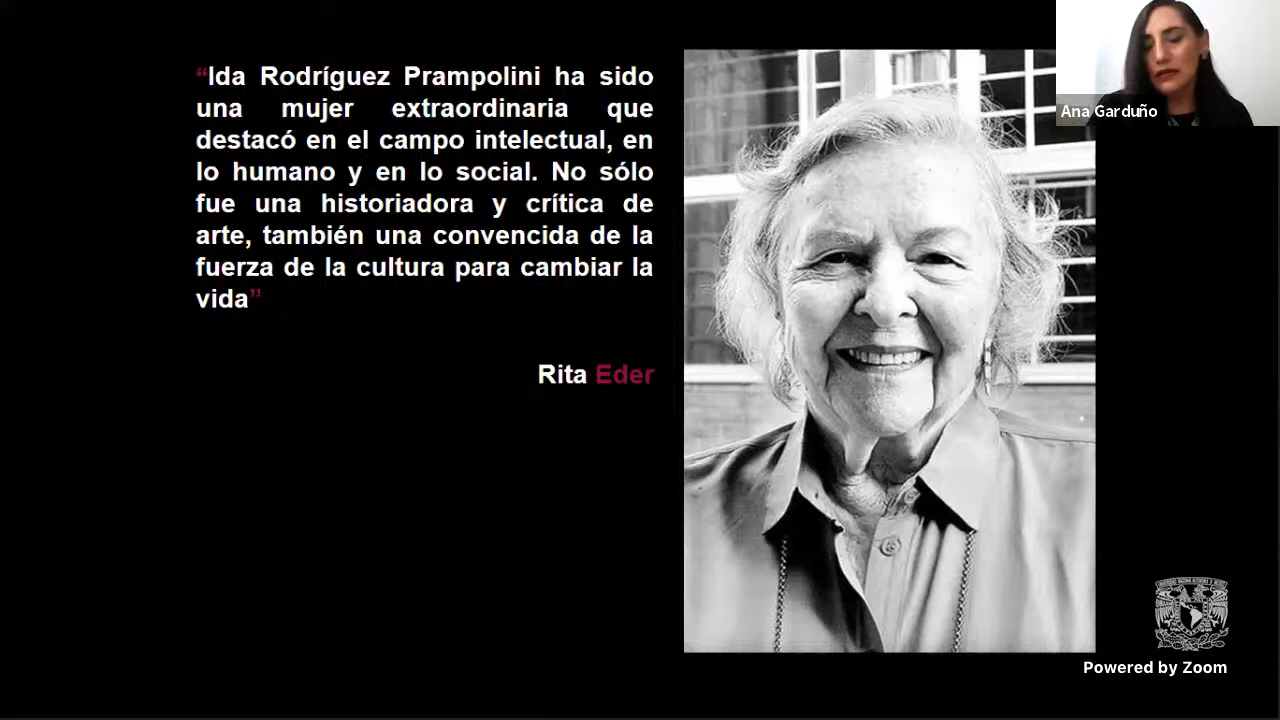 “Ida Rodríguez Prampolini ha sido
una mujer extraordinaria que
destacó en el campo intelectual, en
lo humano y en lo social. No sólo
fue una historiadora y crítica de
arte, también una convencida de la
fuerza de la cultura para cambiar la
vida”
Rita Eder
Ana Garduño
Powered by Zoom